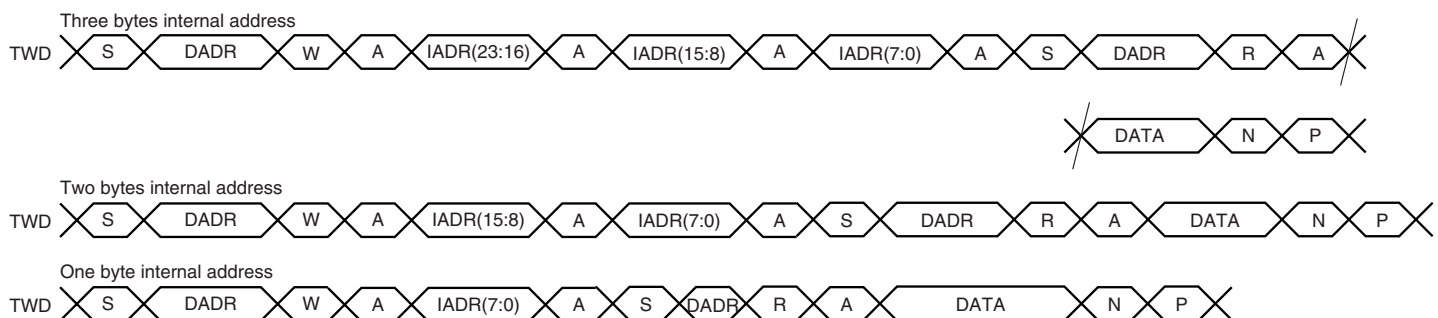 Three bytes internal address
TWD S DADR W A IADR(23:16) A IADR(15:8) A IADR(7:0) A S DADR R A
DATA N P
Two bytes internal address
TWD S DADR W A IADR(15:8) A IADR(7:0) A S DADR R A DATA N P
One byte internal address
TWD S DADR W A IADR(7:0) A S DADR R A DATA N P